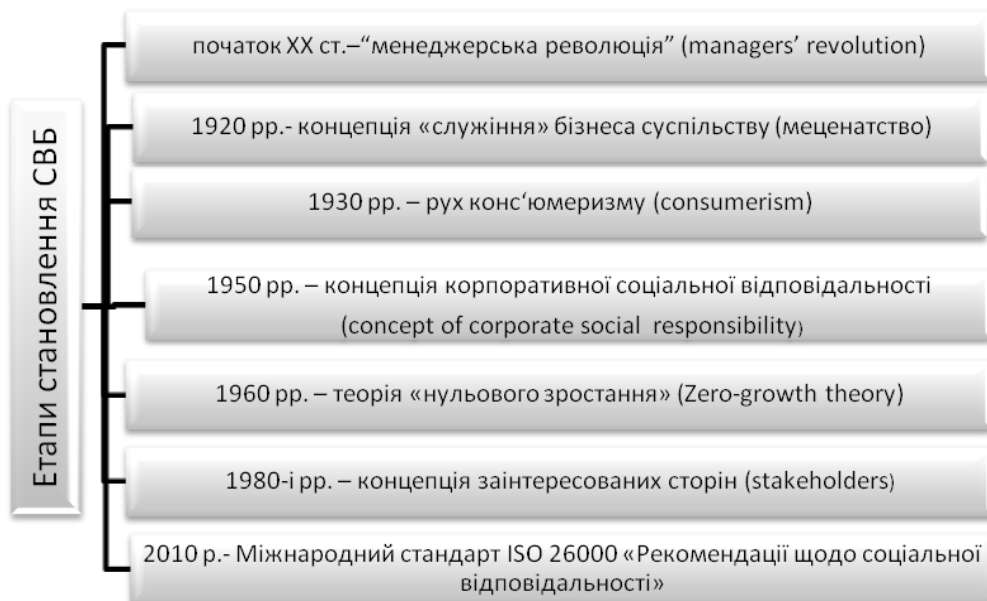 Етапи становлення СВБ
початок ХХ ст.–“менеджерська революція” (managers’ revolution)
1920 рр.- концепція «служіння» бізнеса суспільству (меценатство)
1930 рр. – рух конс‘юмеризму (consumerism)
1950 рр. – концепція корпоративної соціальної відповідальності
(concept of corporate social responsibility)
1960 рр. – теорія «нульового зростання» (Zero-growth theory)
1980-і рр. – концепція заінтересованих сторін (stakeholders)
2010 р.- Міжнародний стандарт ISO 26000 «Рекомендації щодо соціальної
відповідальності»